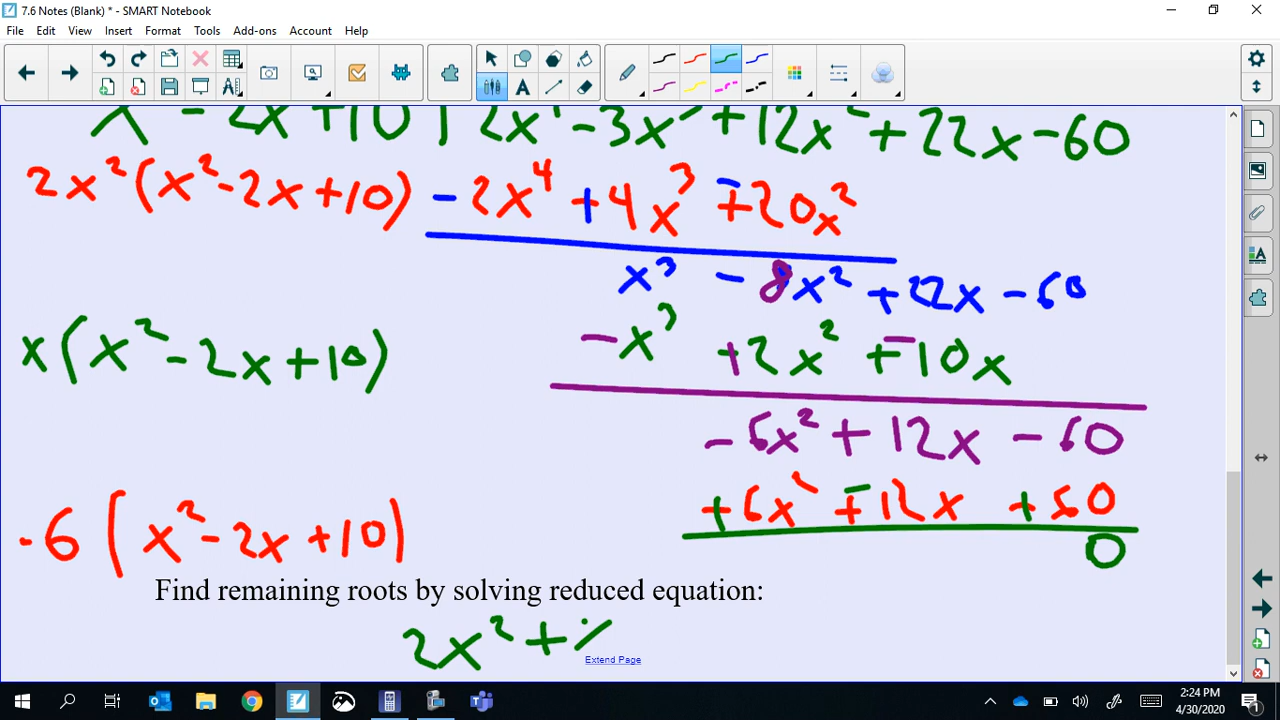 7.6 Notes (Blank) * - SMART Notebook
File Edit View Insert Format Tools Add-ons Account Help
x² - 2x + 10 ) 2x⁴ - 3x³ + 12x² + 22x - 60
2x²(x² - 2x + 10) - 2x⁴ + 4x³ ∓ 20x²
x³ - 8x² + 22x - 60
x(x² - 2x + 10) - x³ + 2x² ∓ 10x
-6x² + 12x - 60
-6(x² - 2x + 10) +6x² ∓ 12x + 60
0
Find remaining roots by solving reduced equation:
2x² + x
Extend Page
2:24 PM
4/30/2020